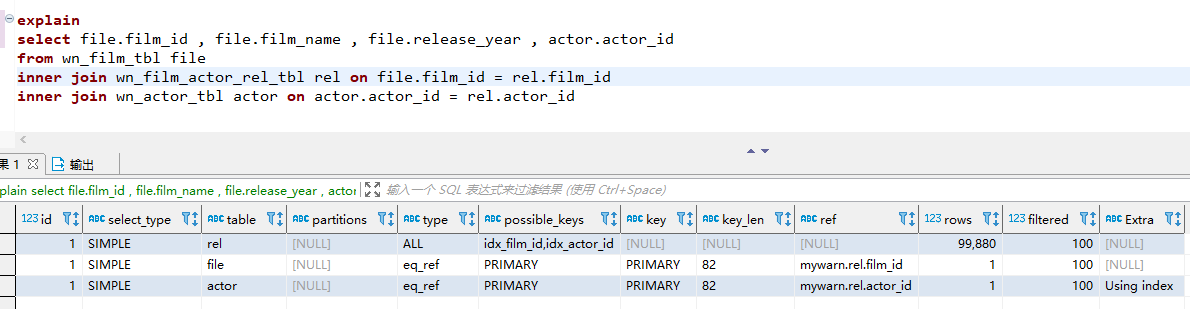 explain
select file.film_id , file.film_name , file.release_year , actor.actor_id
from wn_film_tbl file
inner join wn_film_actor_rel_tbl rel on file.film_id = rel.film_id
inner join wn_actor_tbl actor on actor.actor_id = rel.actor_id
果 1 输出
plain select file.film_id , file.film_name , file.release_year , actor 输入一个 SQL 表达式来过滤结果 (使用 Ctrl+Space)
123 id ABC select_type ABC table ABC partitions ABC type ABC possible_keys ABC key ABC key_len ABC ref 123 rows 123 filtered ABC Extra
1 SIMPLE rel [NULL] ALL idx_film_id,idx_actor_id [NULL] [NULL] [NULL] 99,880 100 [NULL]
1 SIMPLE file [NULL] eq_ref PRIMARY PRIMARY 82 mywarn.rel.film_id 1 100 [NULL]
1 SIMPLE actor [NULL] eq_ref PRIMARY PRIMARY 82 mywarn.rel.actor_id 1 100 Using index